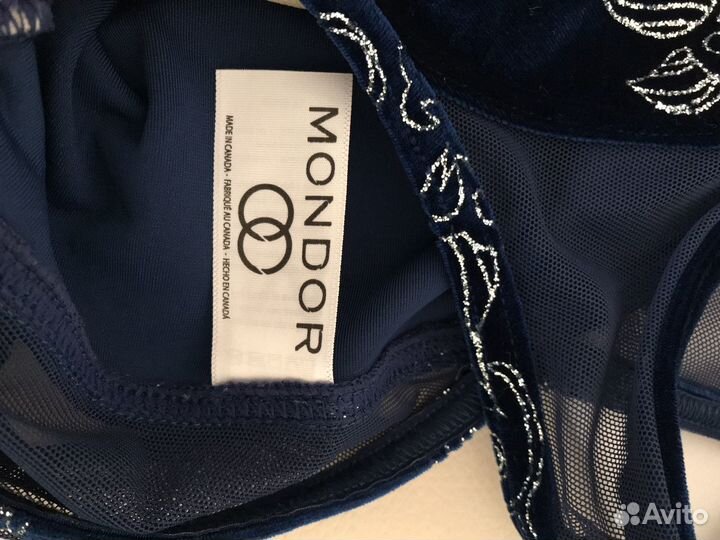 MONDOR
MADE IN CANADA - FABRIQUÉ AU CANADA - HECHO EN CANADÁ
Avito